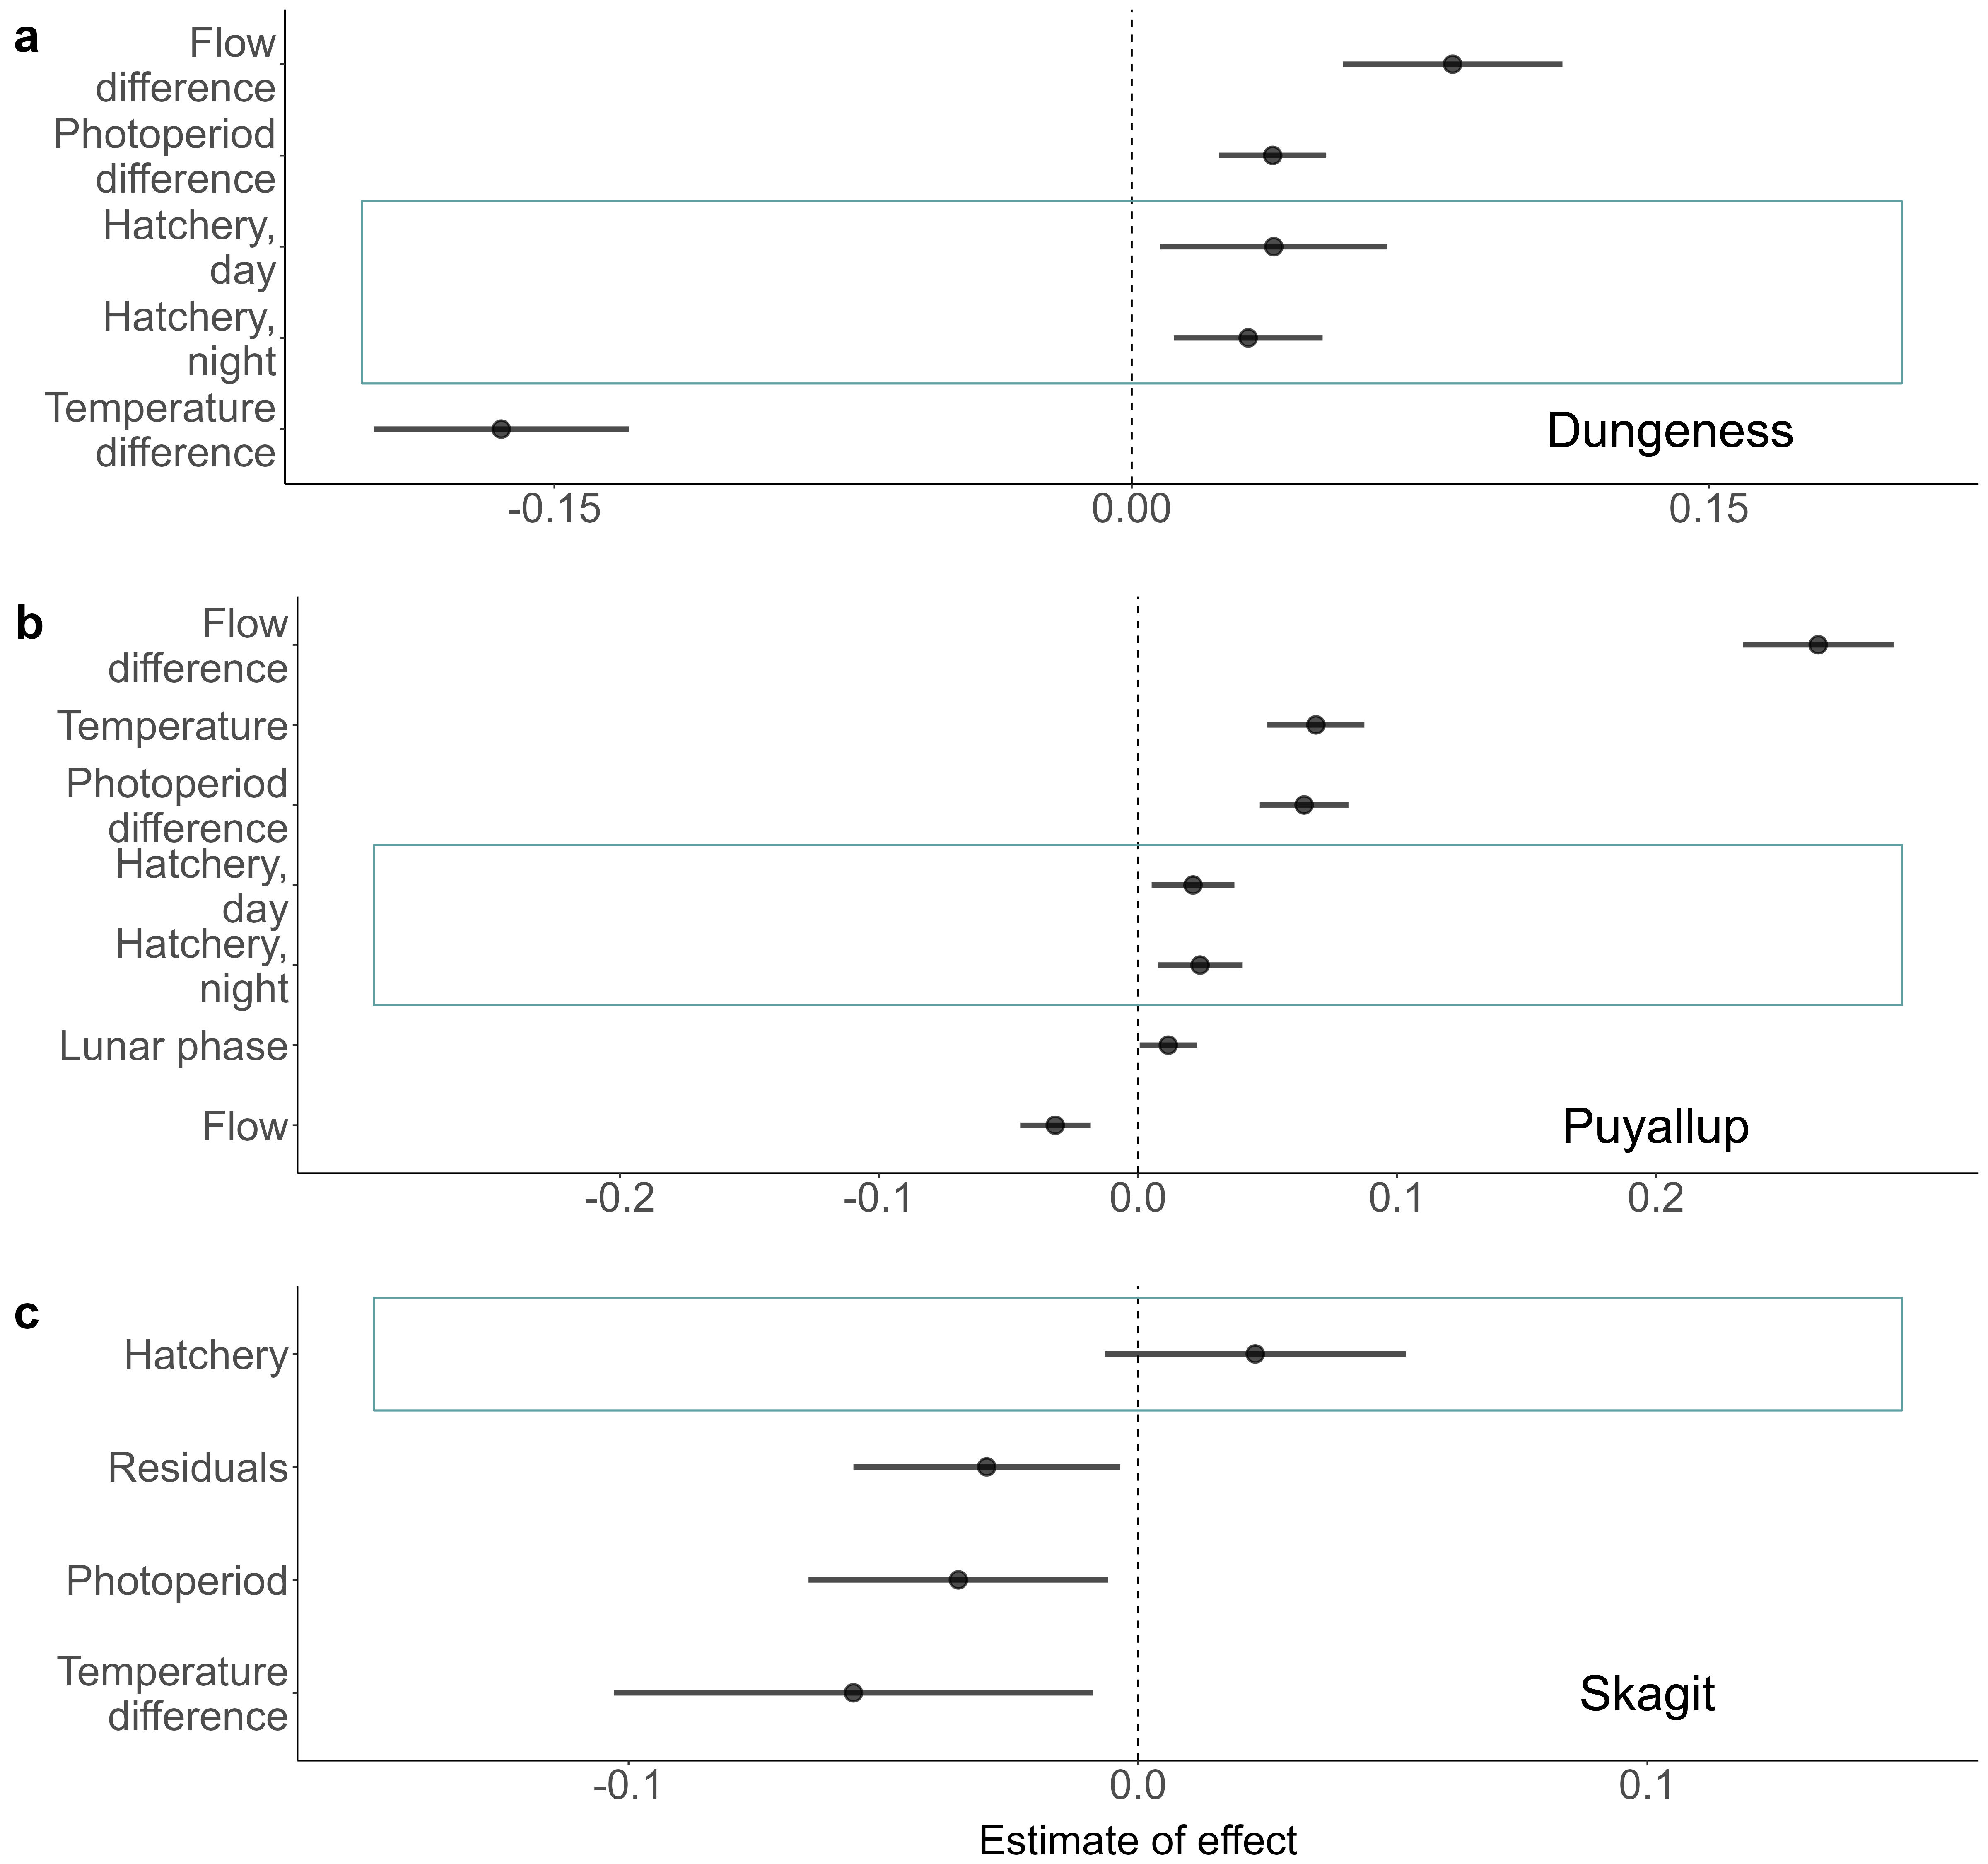 a
Flow
difference
Photoperiod
difference
Hatchery,
day
Hatchery,
night
Temperature
difference
Dungeness
-0.15 0.00 0.15
b
Flow
difference
Temperature
Photoperiod
difference
Hatchery,
day
Hatchery,
night
Lunar phase
Flow
Puyallup
-0.2 -0.1 0.0 0.1 0.2
c
Hatchery
Residuals
Photoperiod
Temperature
difference
Skagit
-0.1 0.0 0.1
Estimate of effect